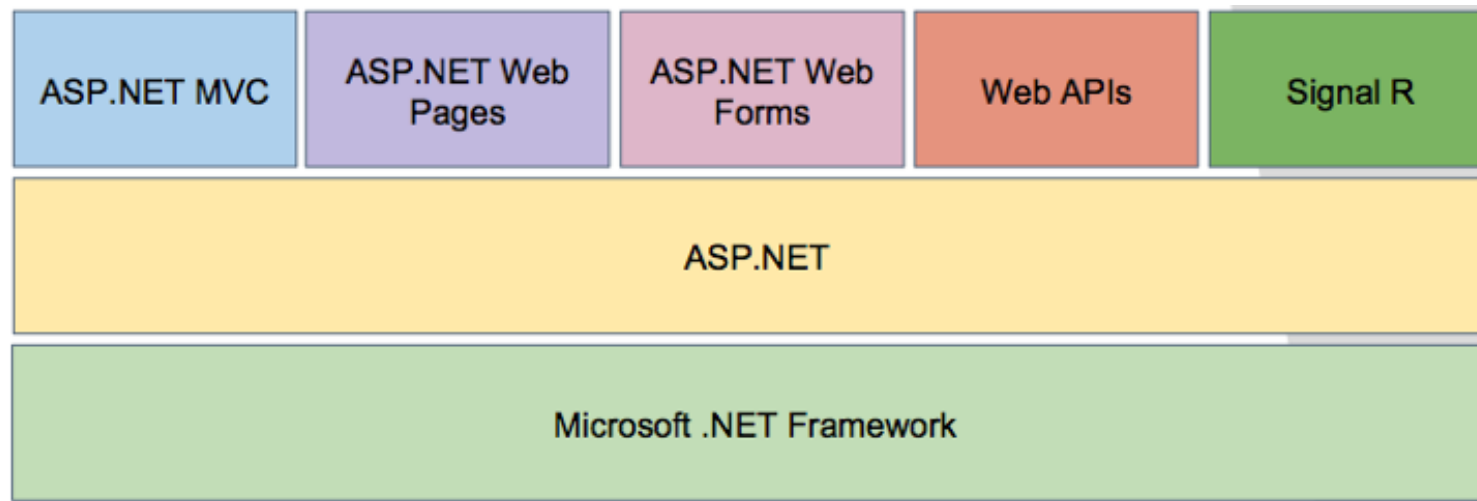 ASP.NET MVC
ASP.NET Web
Pages
ASP.NET Web
Forms
Web APIs
Signal R
ASP.NET
Microsoft .NET Framework